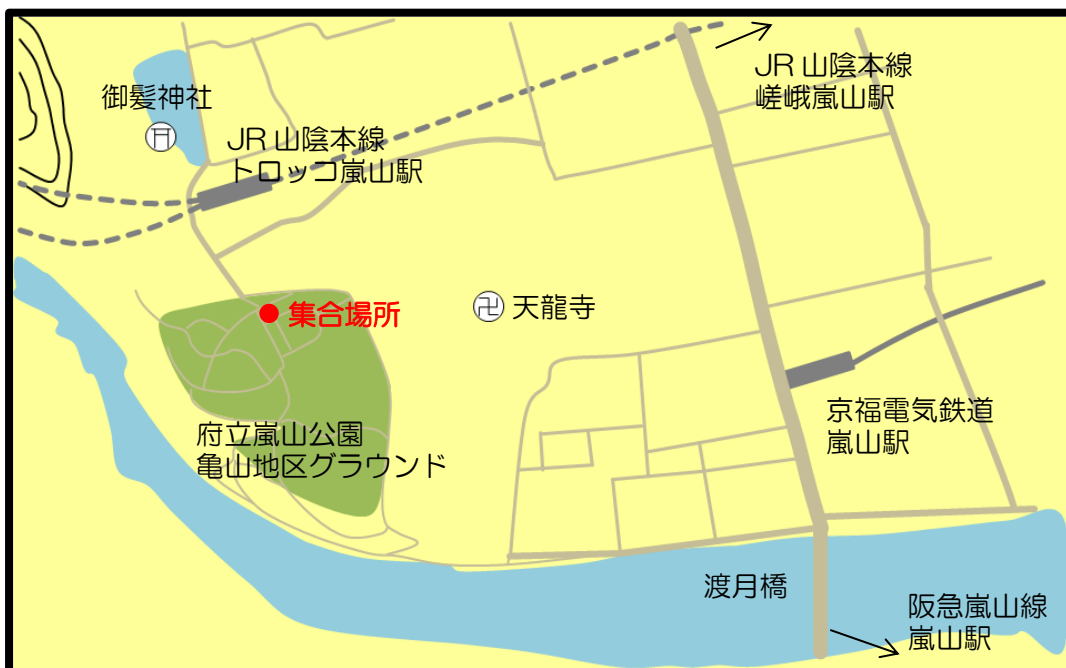 JR 山陰本線
嵯峨嵐山駅
御髪神社
JR 山陰本線
トロッコ嵐山駅
集合場所
卍 天龍寺
京福電気鉄道
嵐山駅
府立嵐山公園
亀山地区グラウンド
渡月橋
阪急嵐山線
嵐山駅